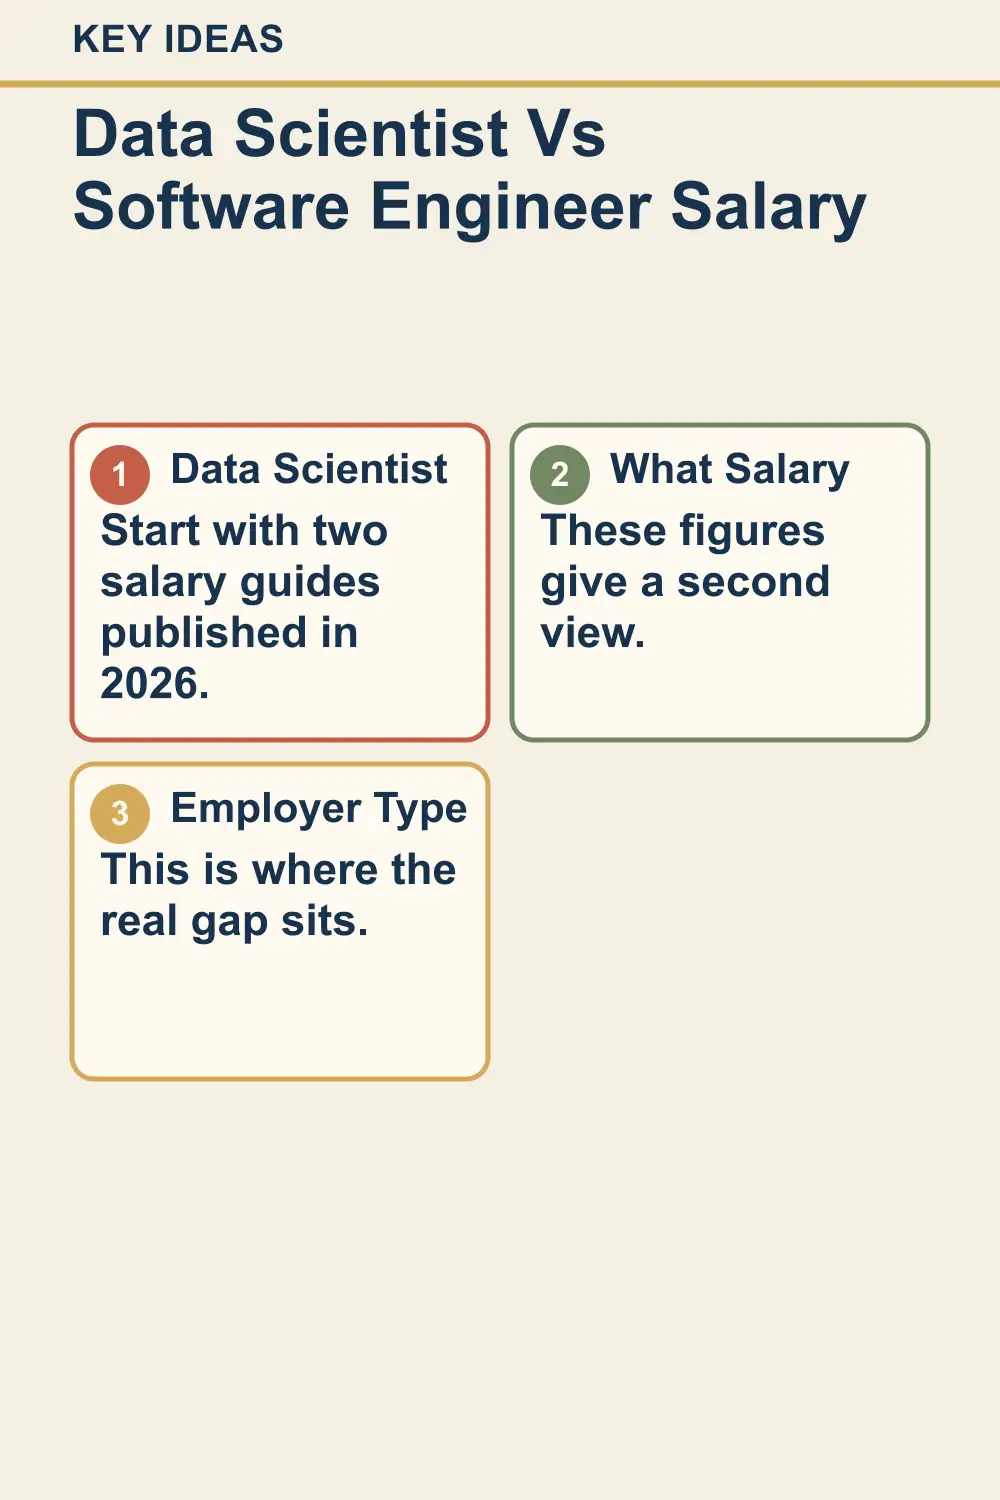 KEY IDEAS
Data Scientist Vs
Software Engineer Salary
1 Data Scientist
Start with two
salary guides
published in
2026.
2 What Salary
These figures
give a second
view.
3 Employer Type
This is where the
real gap sits.